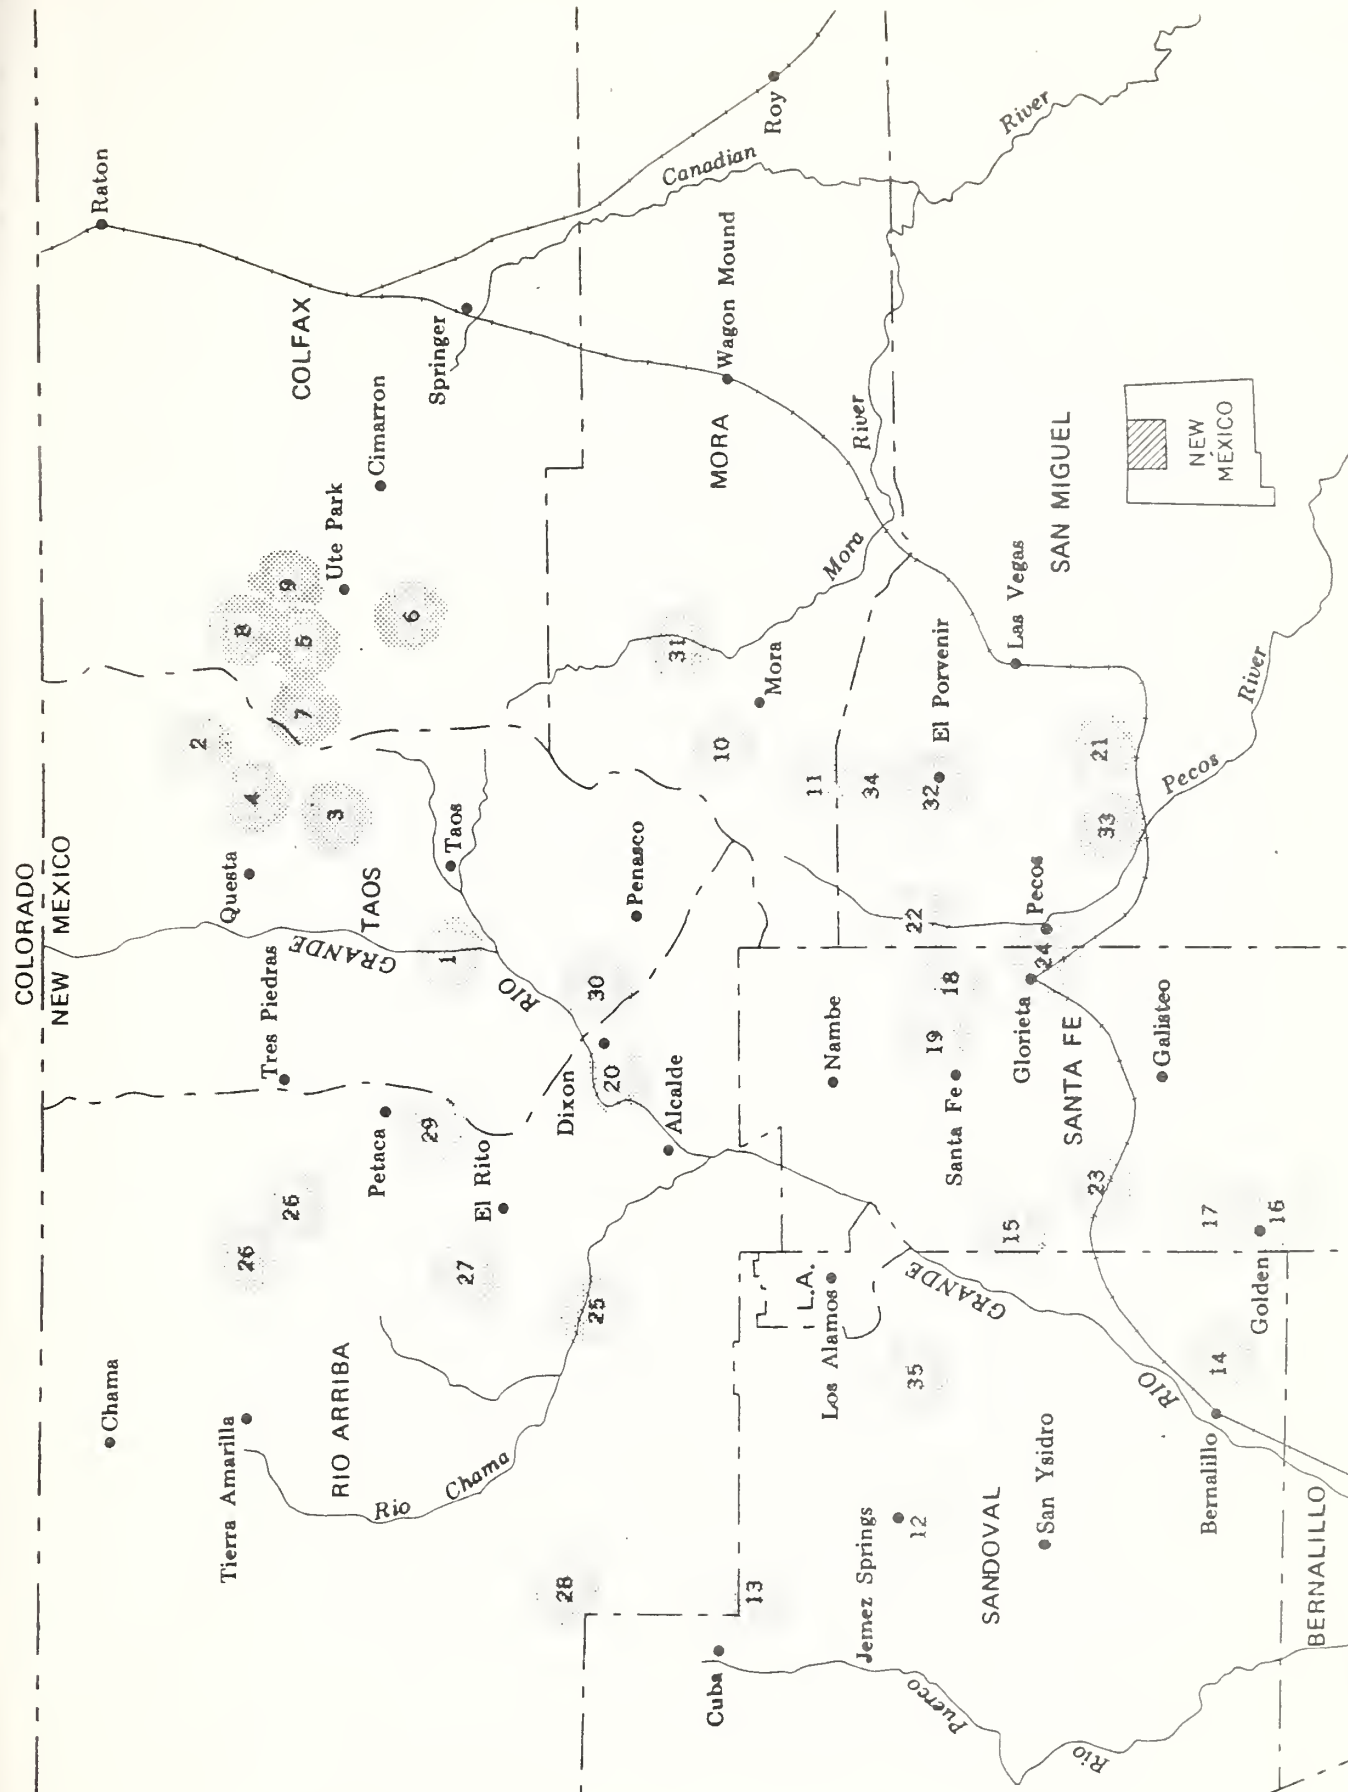 COLORADO
NEW MEXICO
Chama
Raton
Tierra Amarilla
26
26
Tres Piedras
Questa
2
4
8
5
9
7
3
COLFAX
RIO ARRIBA
Rio
Chama
Petaca
29
GRANDE
TAOS
Ute Park
Cimarron
6
Springer
27
El Rito
1
Taos
RIO
28
25
Dixon
20
30
Penasco
31
Canadian
Alcalde
Cuba
13
10
Mora
MORA
Wagon Mound
Roy
L.A.
Los Alamos
Nambe
11
34
Mora
River
Jemez Springs
12
35
Santa Fe
19
18
22
32
El Porvenir
Puerco
SANDOVAL
GRANDE
15
Glorieta
24
Pecos
Las Vegas
River
San Ysidro
SANTA FE
23
33
21
SAN MIGUEL
RIO
Galisteo
Pecos
Bernalillo
14
17
Golden
16
River
NEW
MÉXICO
Rio
BERNALILLO